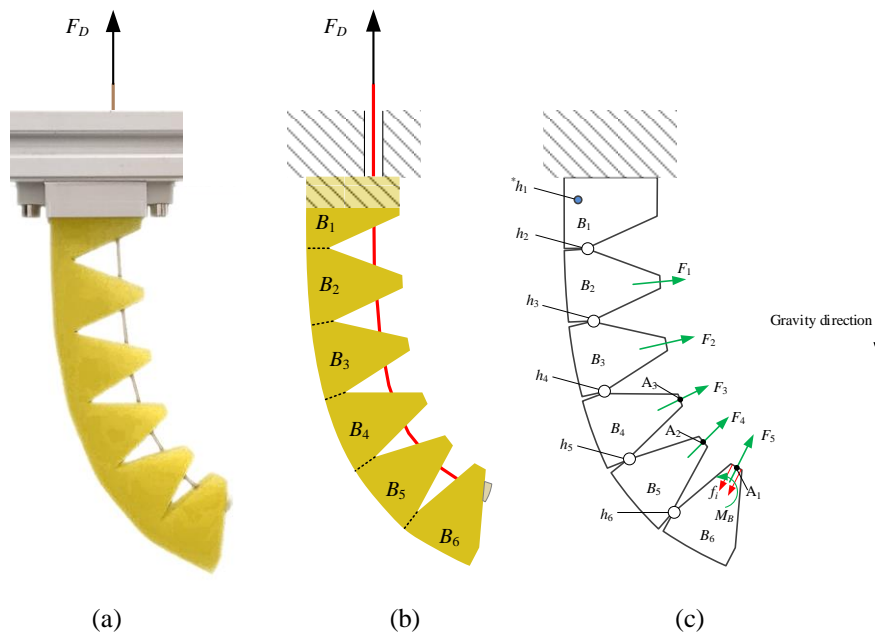 F_D
F_D
B_1
B_2
B_3
B_4
B_5
B_6
*h_1
B_1
h_2
F_1
B_2
h_3
F_2
Gravity direction
B_3
h_4
A_3
F_3
B_4
A_2
F_4
h_5
F_5
B_5
f_i
A_1
M_B
h_6
B_6
(a)
(b)
(c)